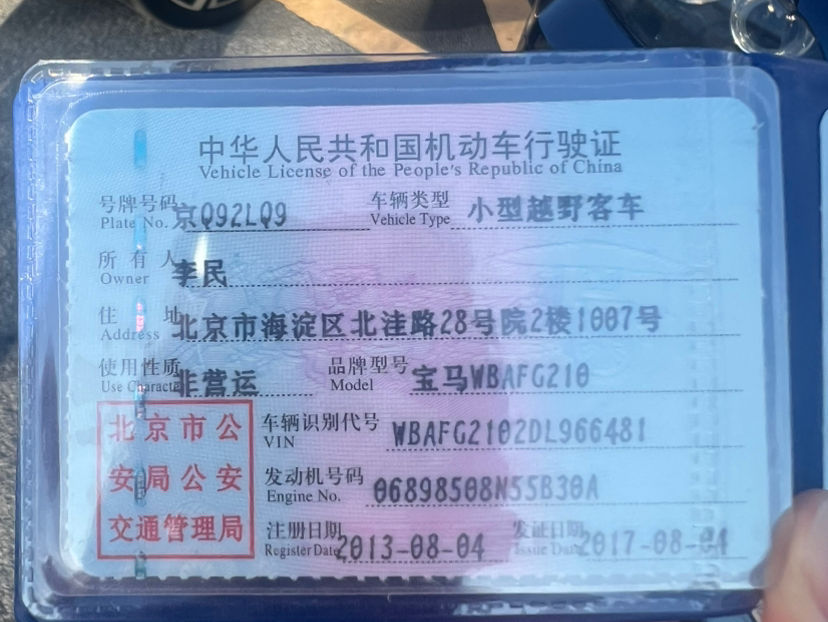 中华人民共和国机动车行驶证
Vehicle License of the People's Republic of China
号牌号码 京Q92LQ9 车辆类型 小型越野客车
Plate No. Vehicle Type
所有人 李民
Owner
住址 北京市海淀区北洼路28号院2楼1007号
Address
使用性质 非营运 品牌型号 宝马WBAFG210
Use Characte Model
北京市公
安局公安
交通管理局
车辆识别代号 WBAFG2102DL966481
VIN
发动机号码 06898508N55B30A
Engine No.
注册日期 2013-08-04 发证日期 2017-08-04
Register Date Issue Date